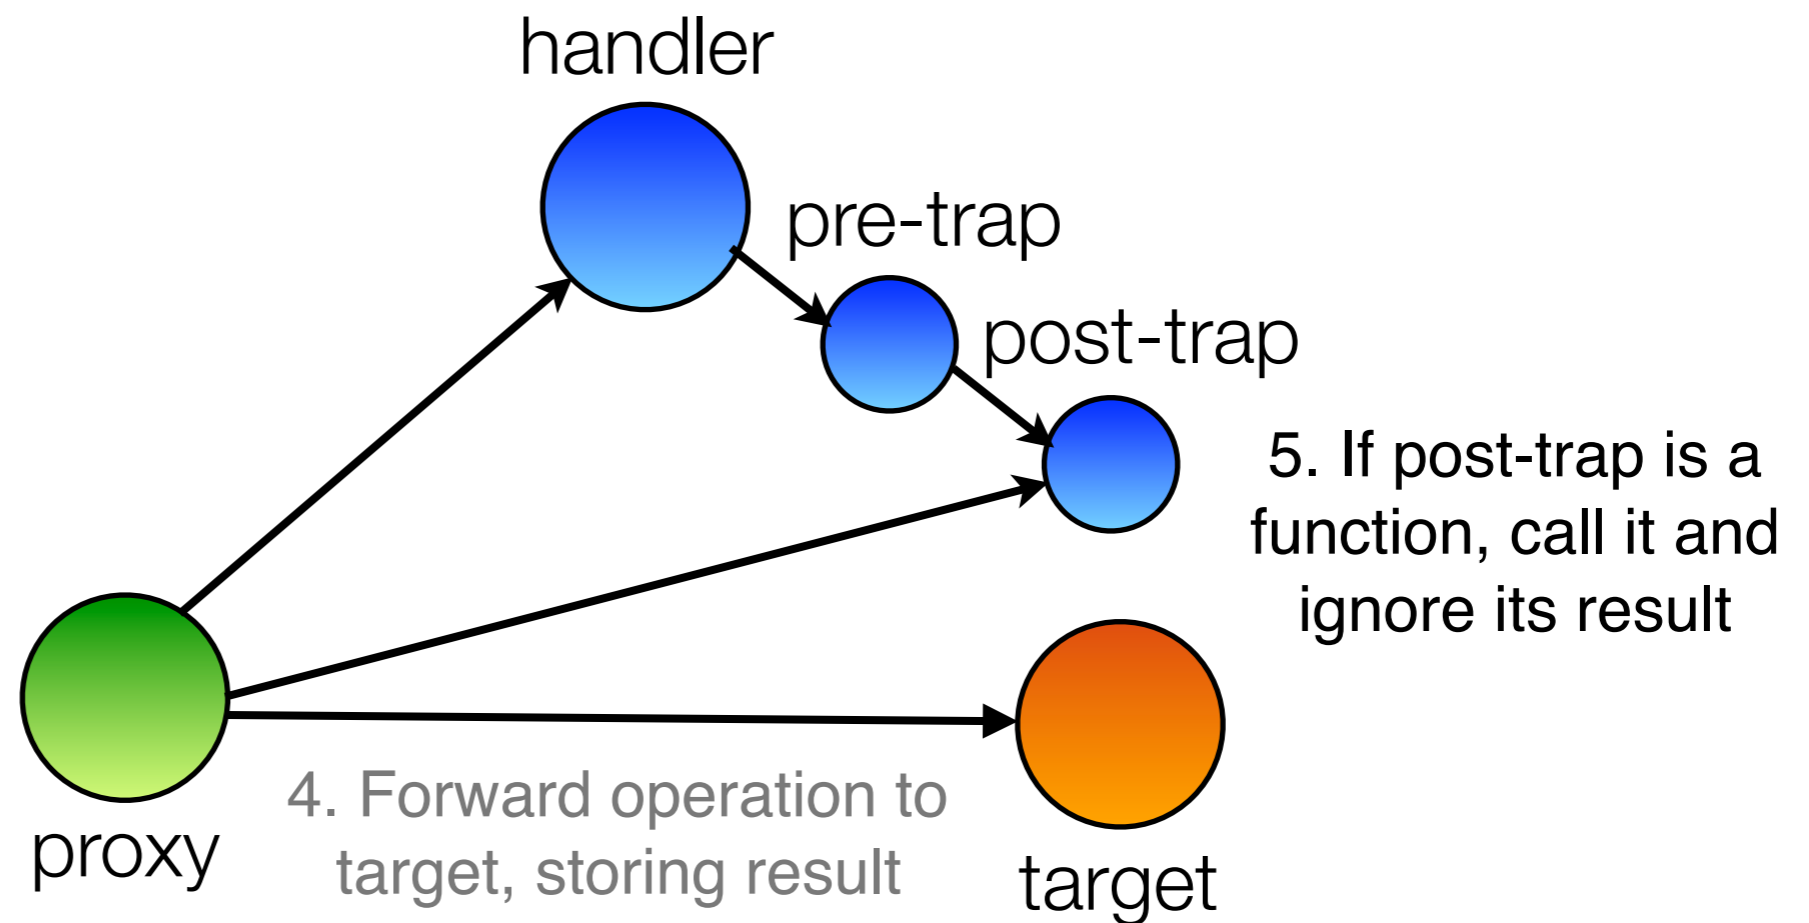 handler
pre-trap
post-trap
5. If post-trap is a
function, call it and
ignore its result
4. Forward operation to
target, storing result
proxy
target